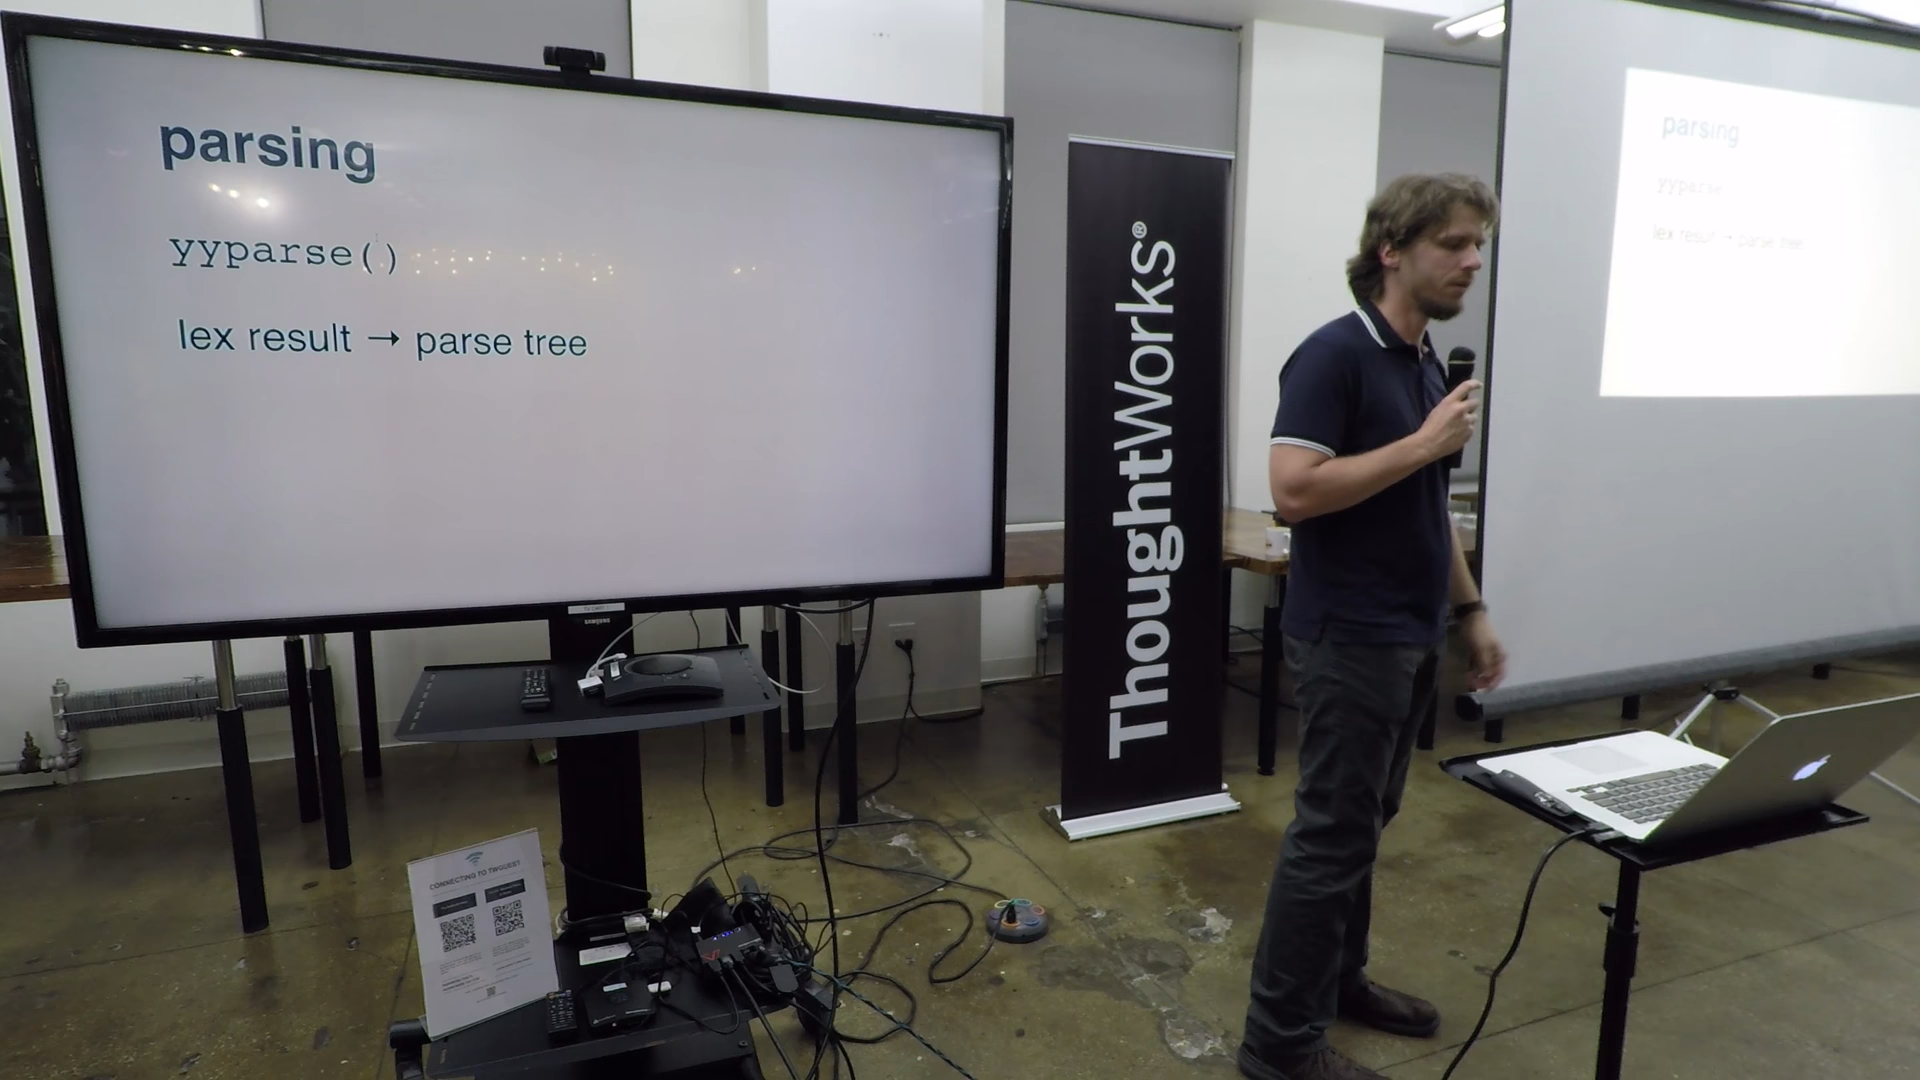 parsing
yyparse()
lex result → parse tree
ThoughtWorks®
parsing
yyparse
lex result → parse tree
SAMSUNG
CONNECTING TO TWGUEST